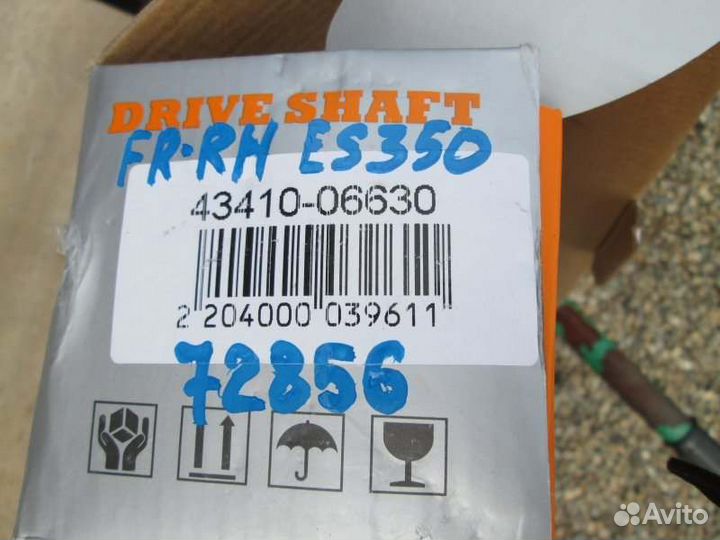 DRIVE SHAFT
FR-RH ES350
43410-06630
2 204000 039611
72856
Avito